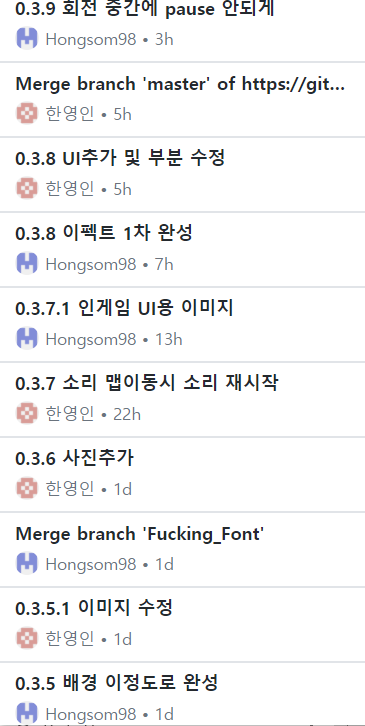 0.3.9 회전 중간에 pause 안되게
Hongsom98 • 3h
Merge branch 'master' of https://git...
한영인 • 5h
0.3.8 UI추가 및 부분 수정
한영인 • 5h
0.3.8 이펙트 1차 완성
Hongsom98 • 7h
0.3.7.1 인게임 UI용 이미지
Hongsom98 • 13h
0.3.7 소리 맵이동시 소리 재시작
한영인 • 22h
0.3.6 사진추가
한영인 • 1d
Merge branch 'Fucking_Font'
Hongsom98 • 1d
0.3.5.1 이미지 수정
한영인 • 1d
0.3.5 배경 이정도로 완성
Hongsom98 • 1d